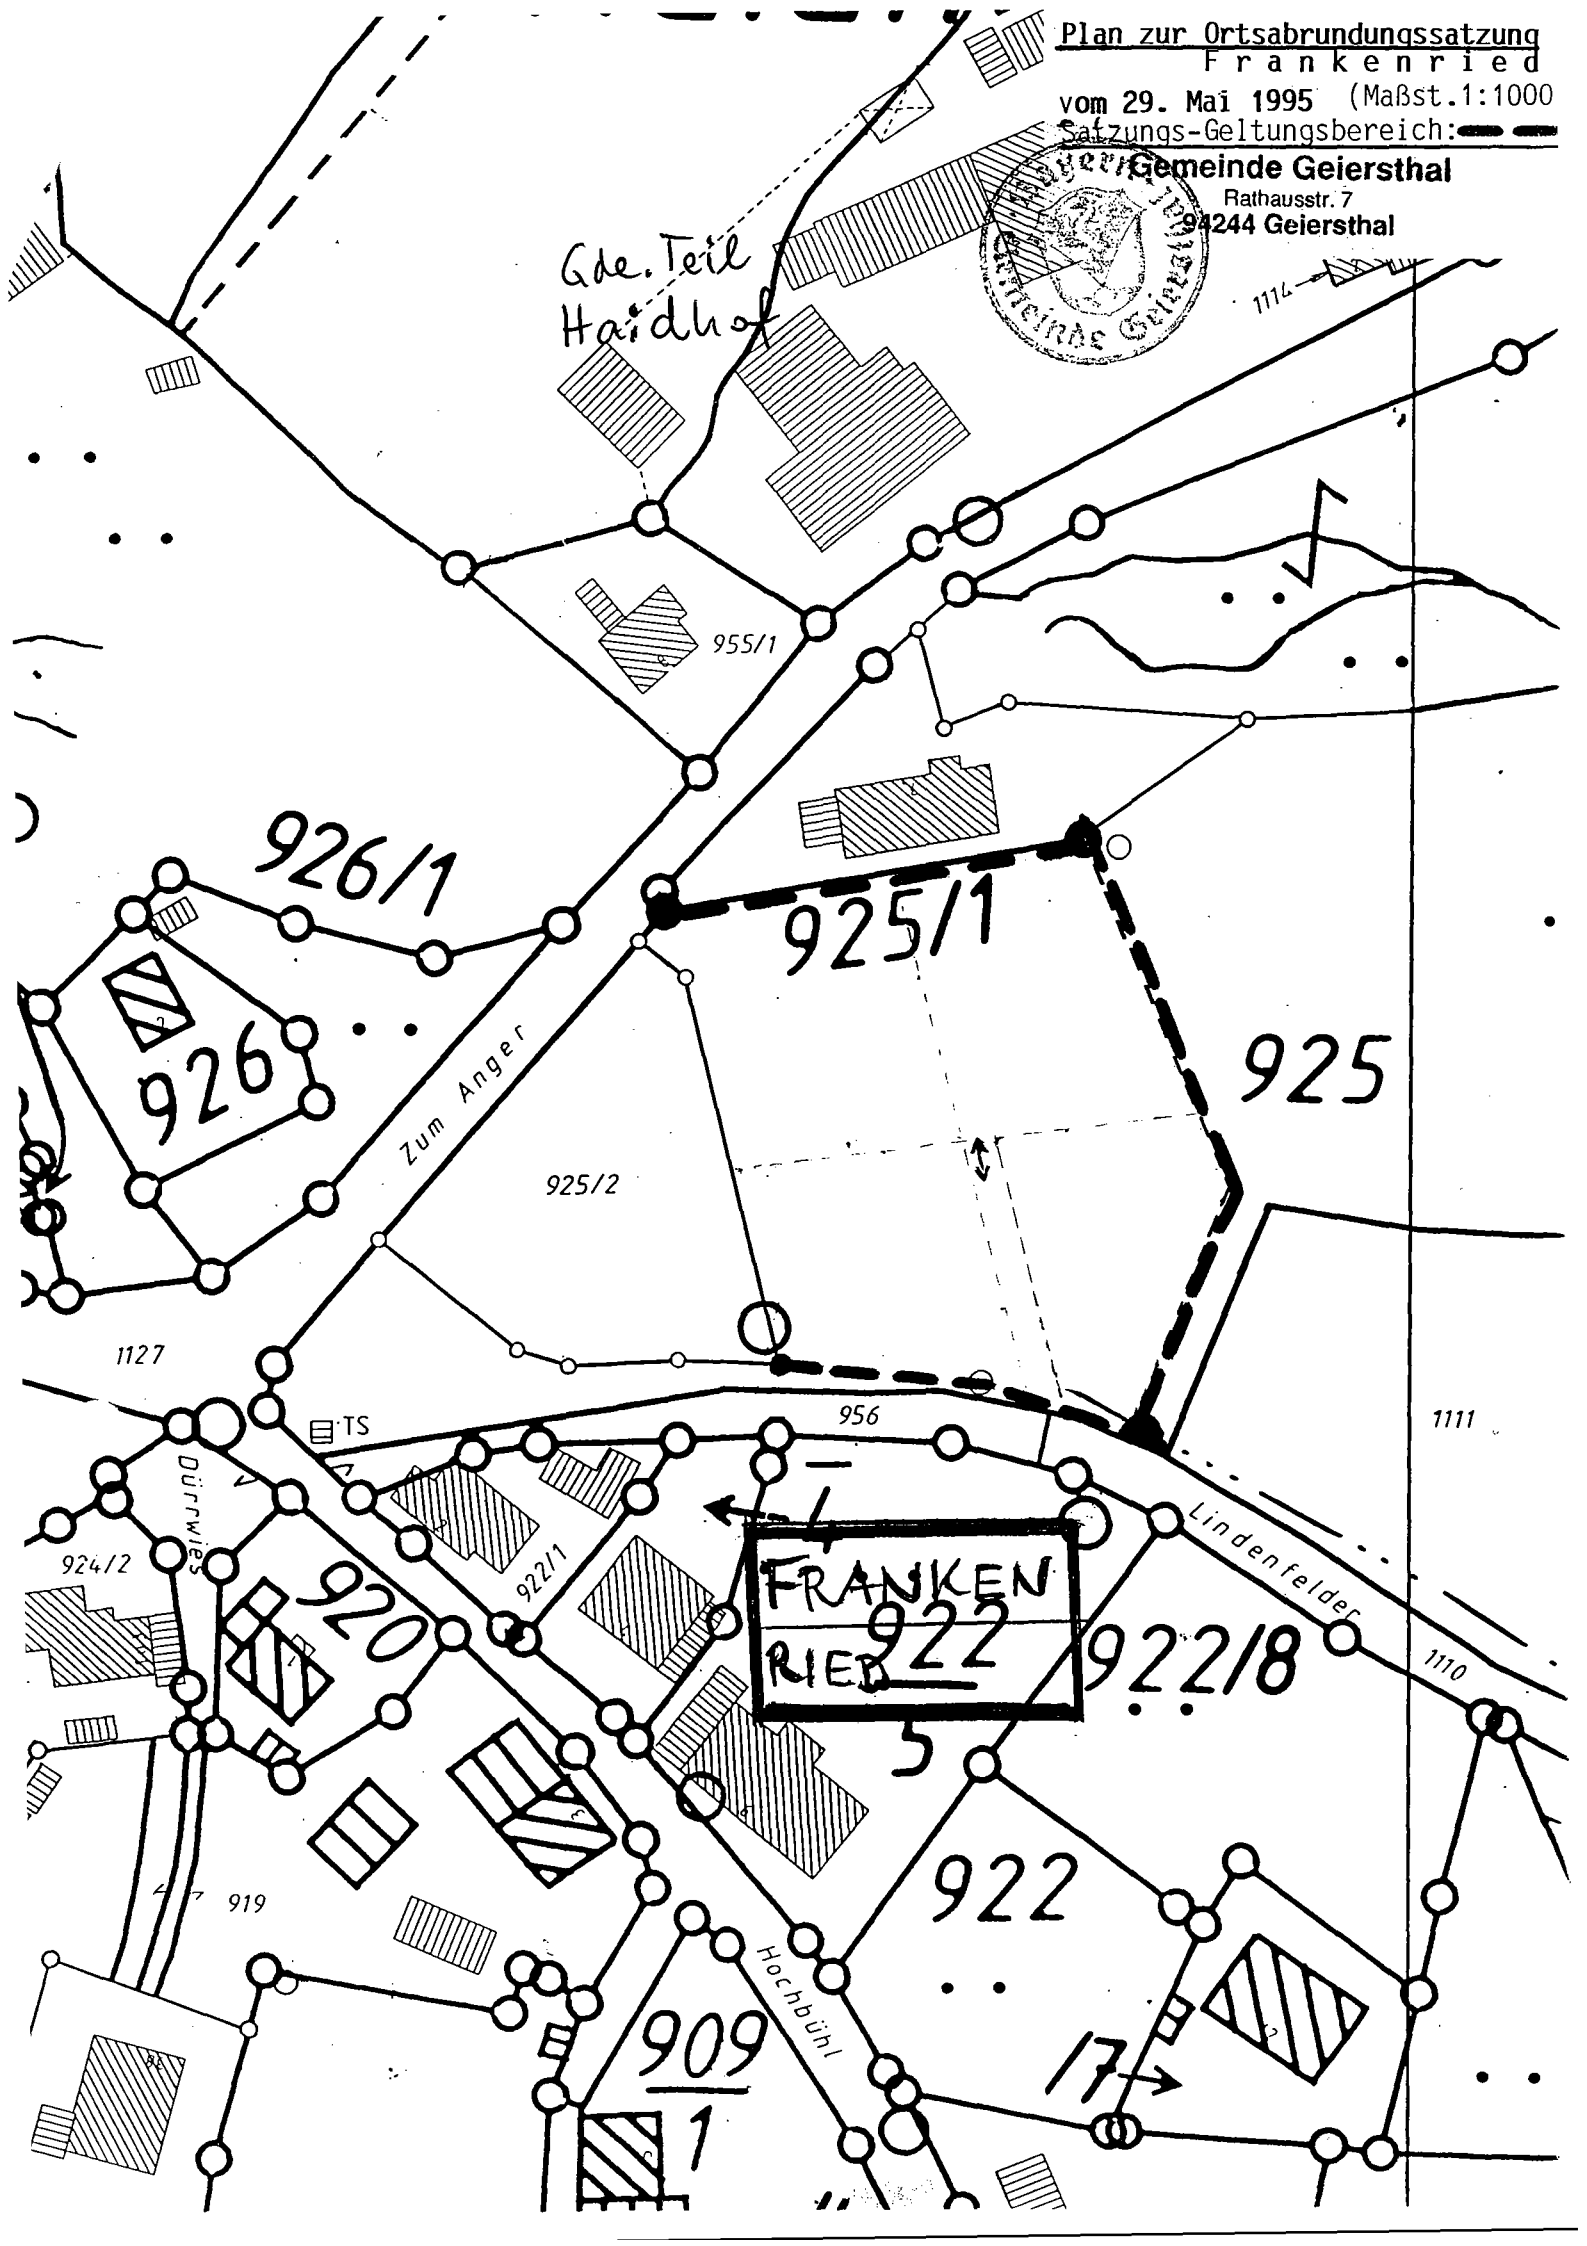 Plan zur Ortsabrundungssatzung
Frankenried
vom 29. Mai 1995 (Maßst.1:1000
Satzungs-Geltungsbereich:
Gemeinde Geiersthal
Rathausstr. 7
94244 Geiersthal
Gde. Teil
Haidhof
1114
955/1
926/1
925/1
926
925
Zum Anger
925/2
1127
TS
956
1111
Dürrwies
Lindenfelder
924/2
922/1
920
4
FRANKEN
RIED
922
5
922/8
1110
919
922
Hochbühl
909
1
17